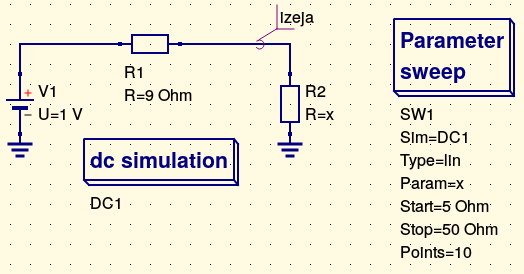 Izeja
R1
R=9 Ohm
+ V1
− U=1 V
R2
R=x
dc simulation
DC1
Parameter
sweep
SW1
Sim=DC1
Type=lin
Param=x
Start=5 Ohm
Stop=50 Ohm
Points=10